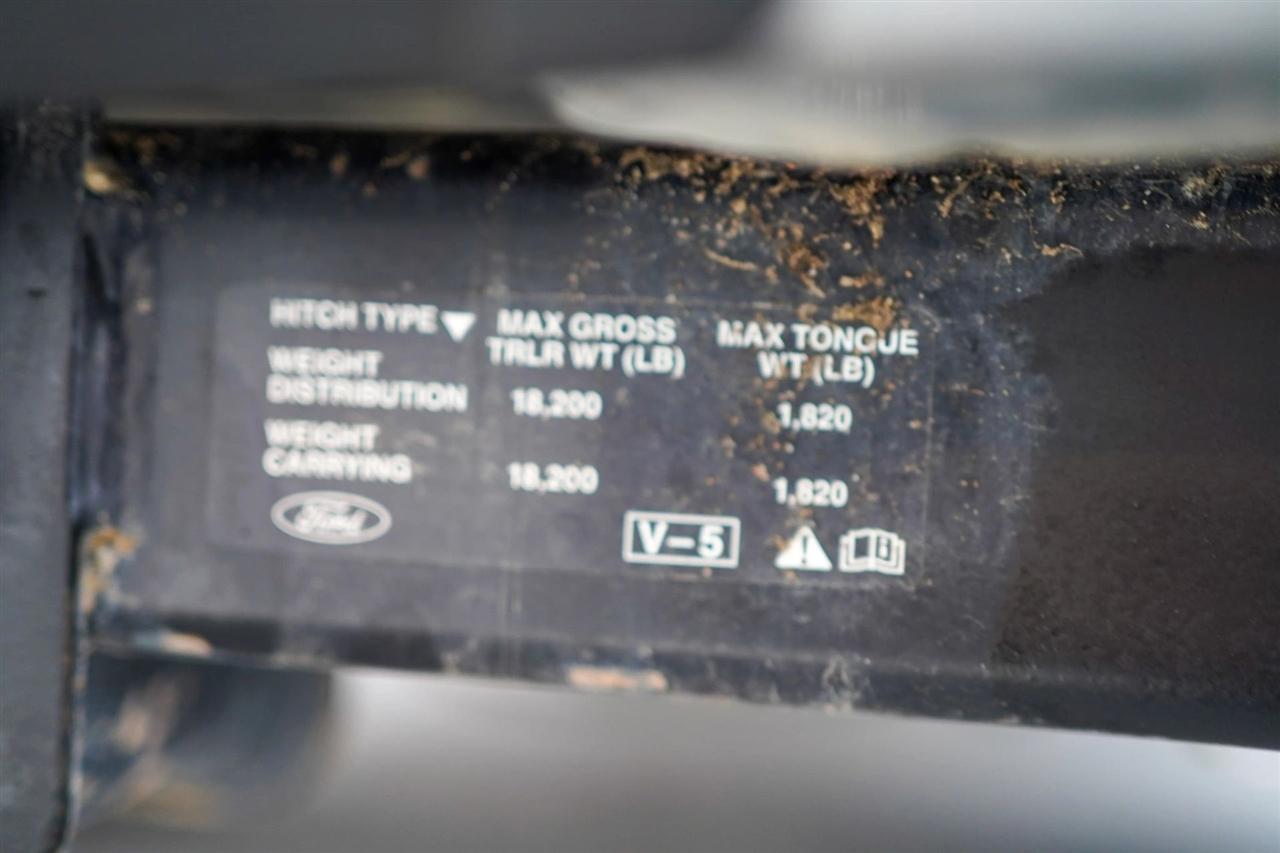 HITCH TYPE MAX GROSS TRLR WT (LB) MAX TONGUE WT (LB)
WEIGHT DISTRIBUTION 18,200 1,820
WEIGHT CARRYING 18,200 1,820
Ford V-5